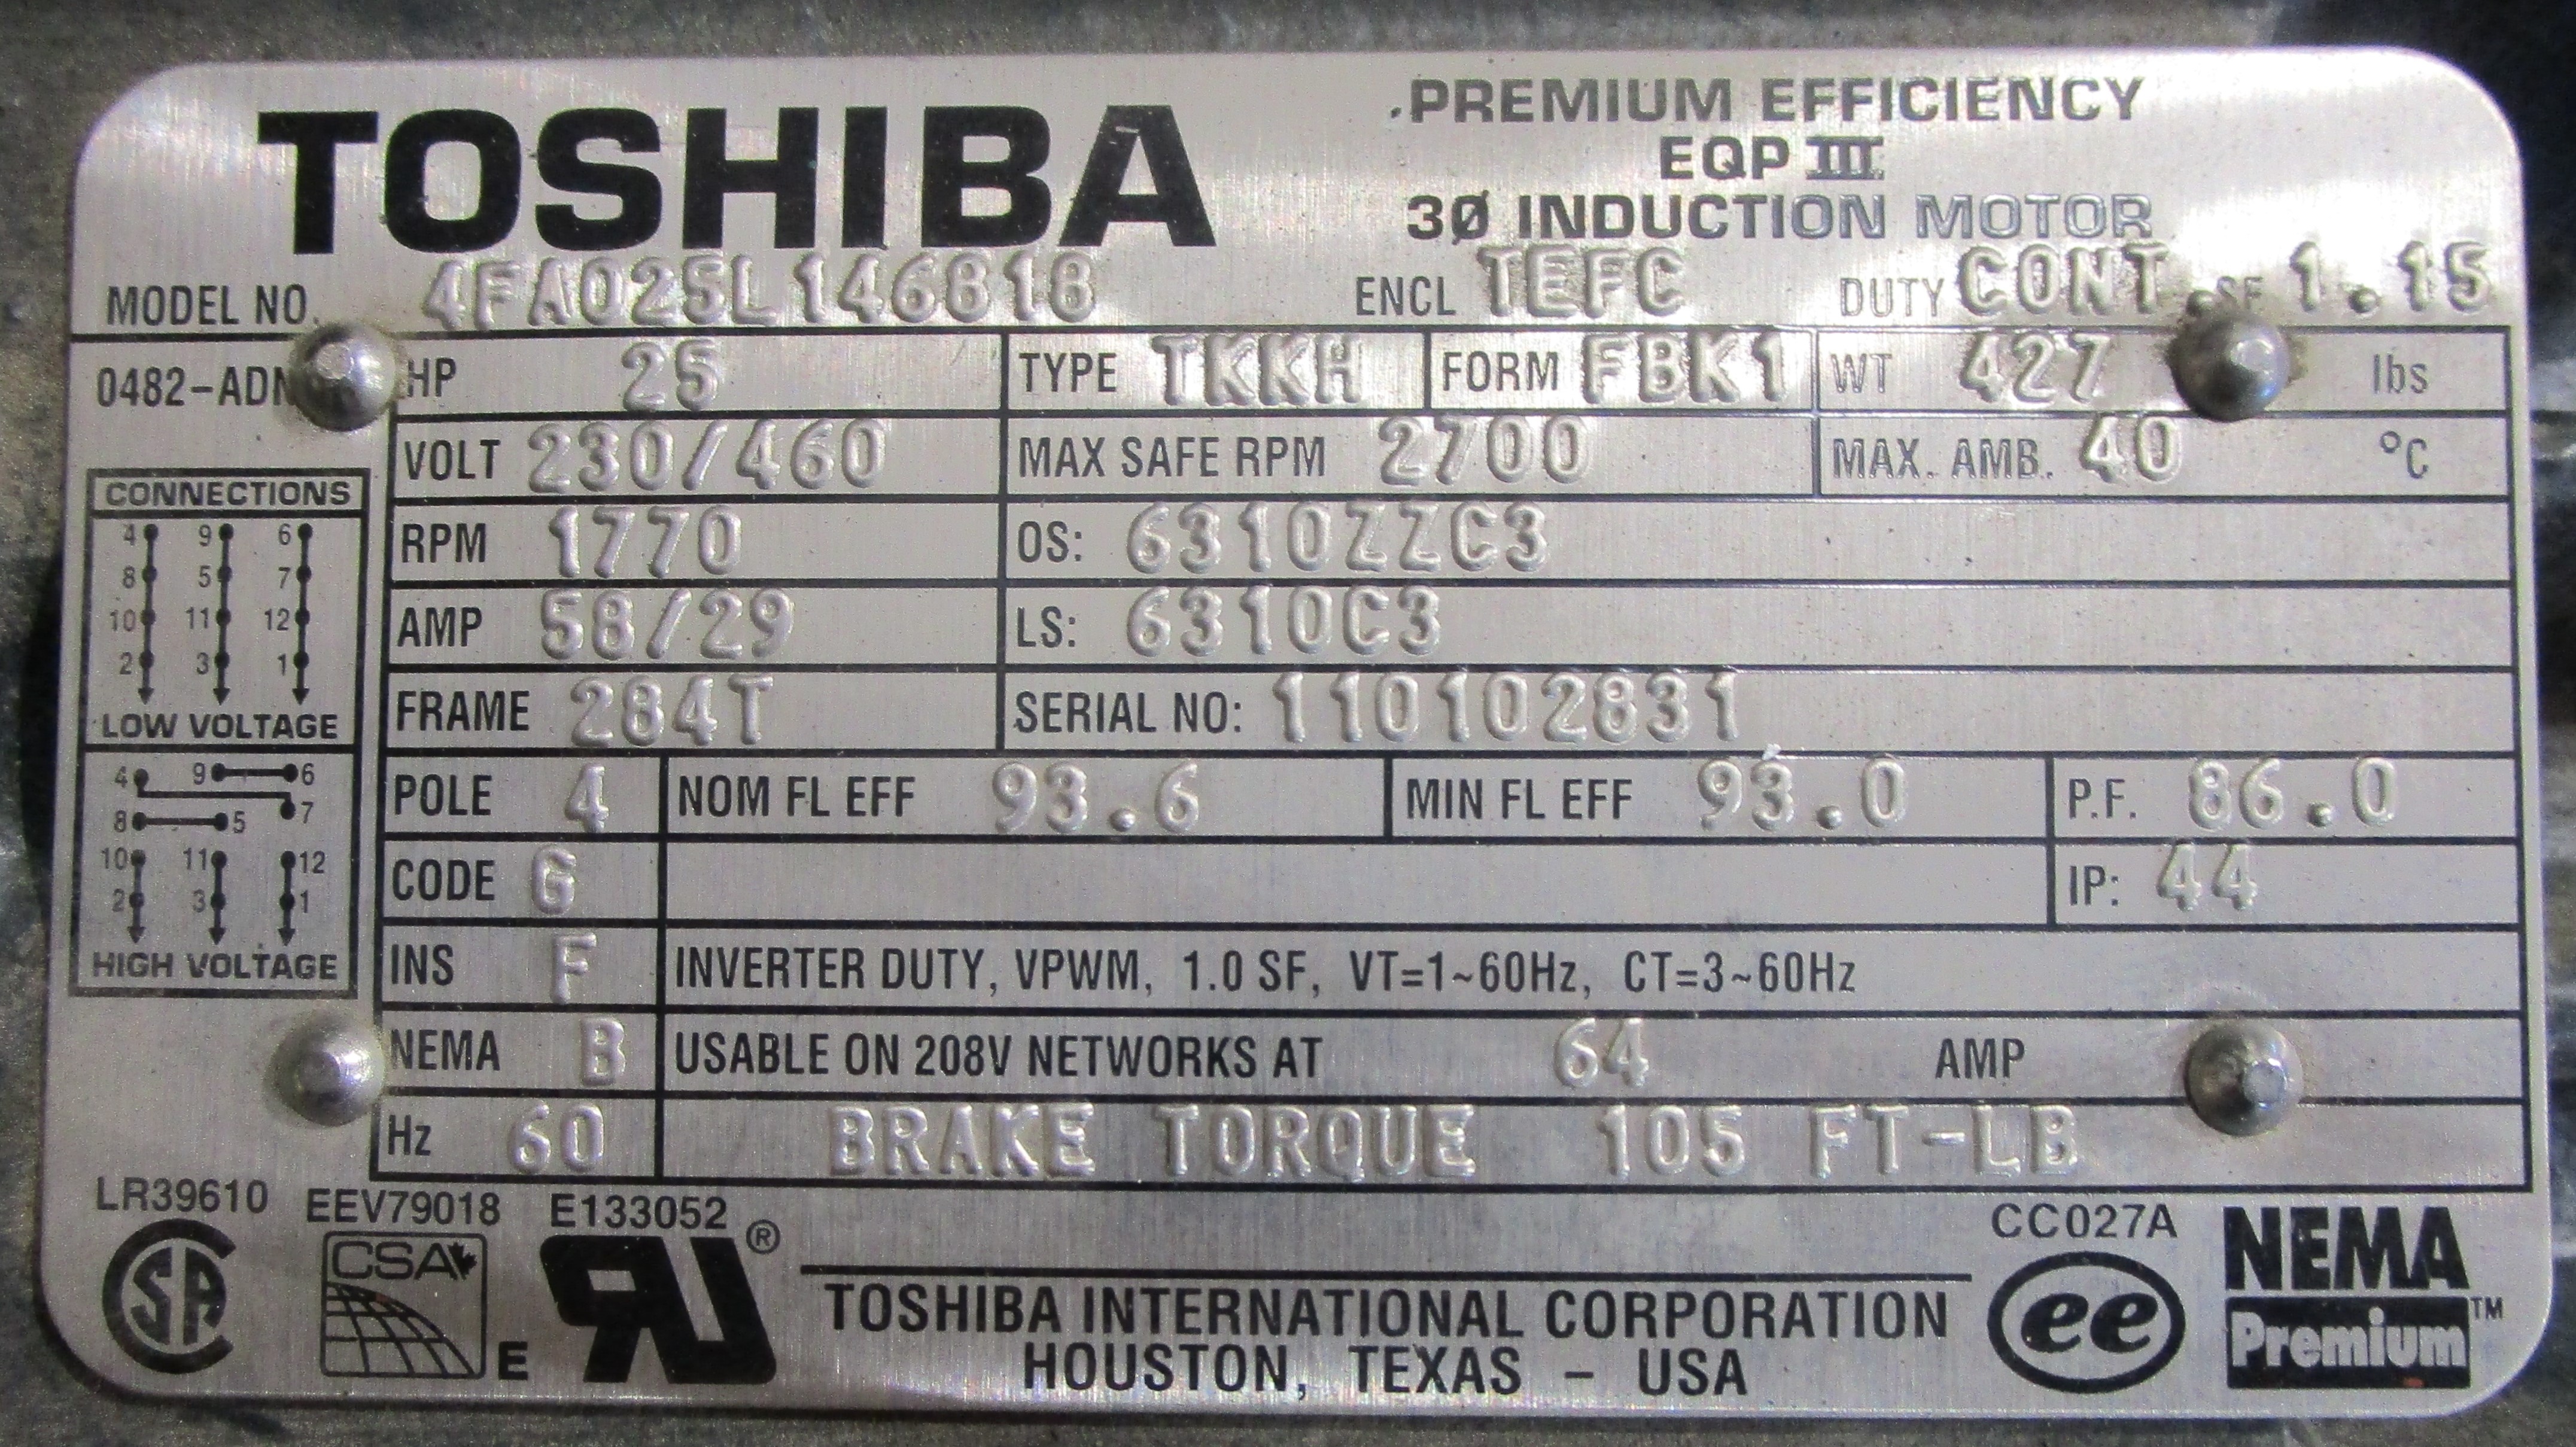 TOSHIBA
PREMIUM EFFICIENCY
EQP III
3Ø INDUCTION MOTOR
MODEL NO. 4FA025L146818 ENCL TEFC DUTY CONT. SF 1.15
HP 25 TYPE TKKH FORM FBK1 WT 427 lbs
VOLT 230/460 MAX SAFE RPM 2700 MAX. AMB. 40 °C
RPM 1770 OS: 6310ZZC3
AMP 58/29 LS: 6310C3
FRAME 284T SERIAL NO: 110102831
POLE 4 NOM FL EFF 93.6 MIN FL EFF 93.0 P.F. 86.0
CODE G IP: 44
INS F INVERTER DUTY, VPWM, 1.0 SF, VT=1~60Hz, CT=3~60Hz
NEMA B USABLE ON 208V NETWORKS AT 64 AMP
Hz 60 BRAKE TORQUE 105 FT-LB
CONNECTIONS
4 9 6
8 5 7
10 11 12
2 3 1
LOW VOLTAGE
4 9 6
7
8 5
10 11 12
2 3 1
HIGH VOLTAGE
LR39610 EEV79018 E133052
SA
CSA
E
RU ®
TOSHIBA INTERNATIONAL CORPORATION
HOUSTON, TEXAS - USA
CC027A
ee
NEMA
Premium™